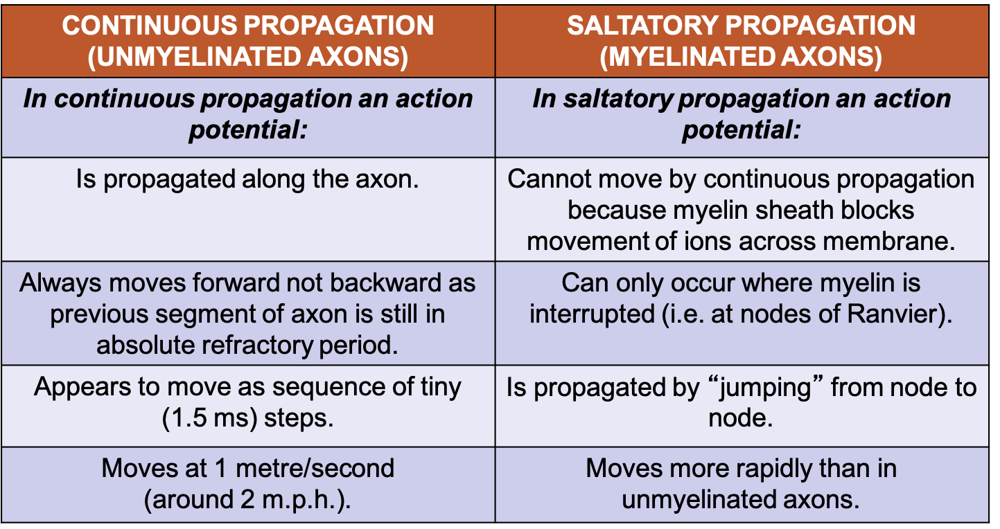 CONTINUOUS PROPAGATION
(UNMYELINATED AXONS)
SALTATORY PROPAGATION
(MYELINATED AXONS)
In continuous propagation an action
potential:
In saltatory propagation an action
potential:
Is propagated along the axon.
Cannot move by continuous propagation
because myelin sheath blocks
movement of ions across membrane.
Always moves forward not backward as
previous segment of axon is still in
absolute refractory period.
Can only occur where myelin is
interrupted (i.e. at nodes of Ranvier).
Appears to move as sequence of tiny
(1.5 ms) steps.
Is propagated by “jumping” from node to
node.
Moves at 1 metre/second
(around 2 m.p.h.).
Moves more rapidly than in
unmyelinated axons.